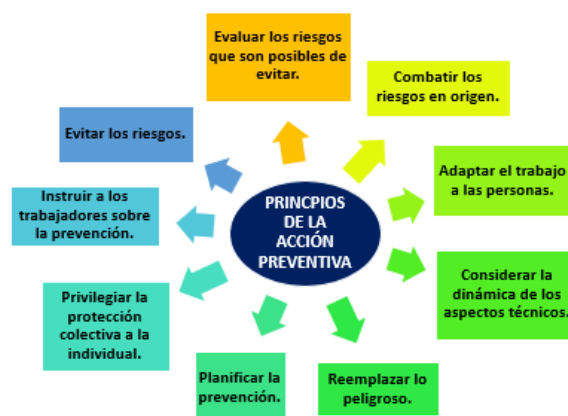 Evaluar los riesgos
que son posibles de
evitar.
Combatir los
riesgos en origen.
Evitar los riesgos.
Adaptar el trabajo
a las personas.
Instruir a los
trabajadores sobre
la prevención.
PRINCPIOS
DE LA
ACCIÓN
PREVENTIVA
Considerar la
dinámica de los
aspectos técnicos.
Privilegiar la
protección
colectiva a la
individual.
Planificar la
prevención.
Reemplazar lo
peligroso.